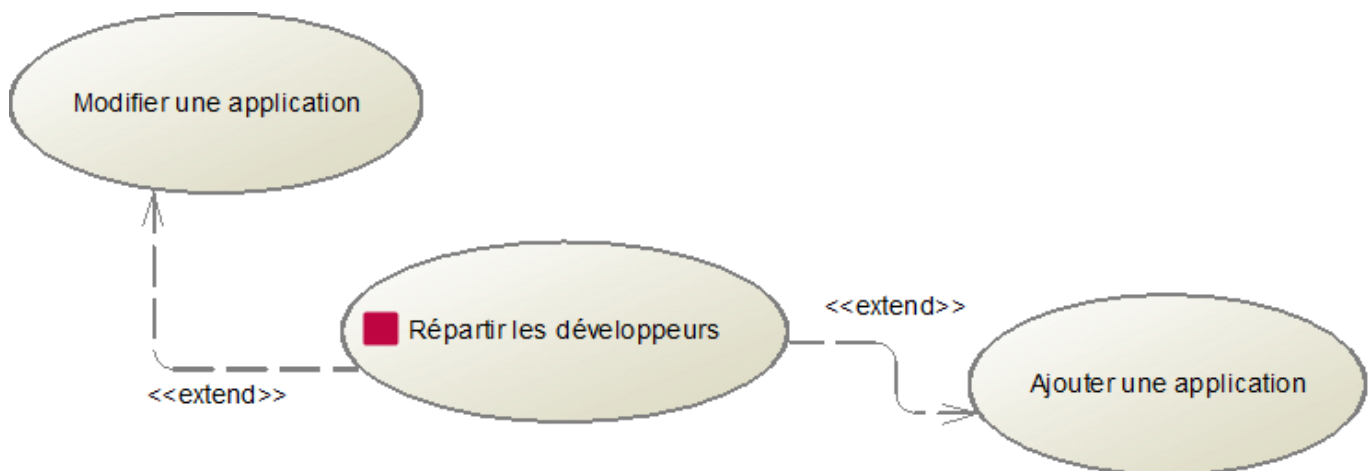 Modifier une application
<<extend>>
Répartir les développeurs
<<extend>>
Ajouter une application